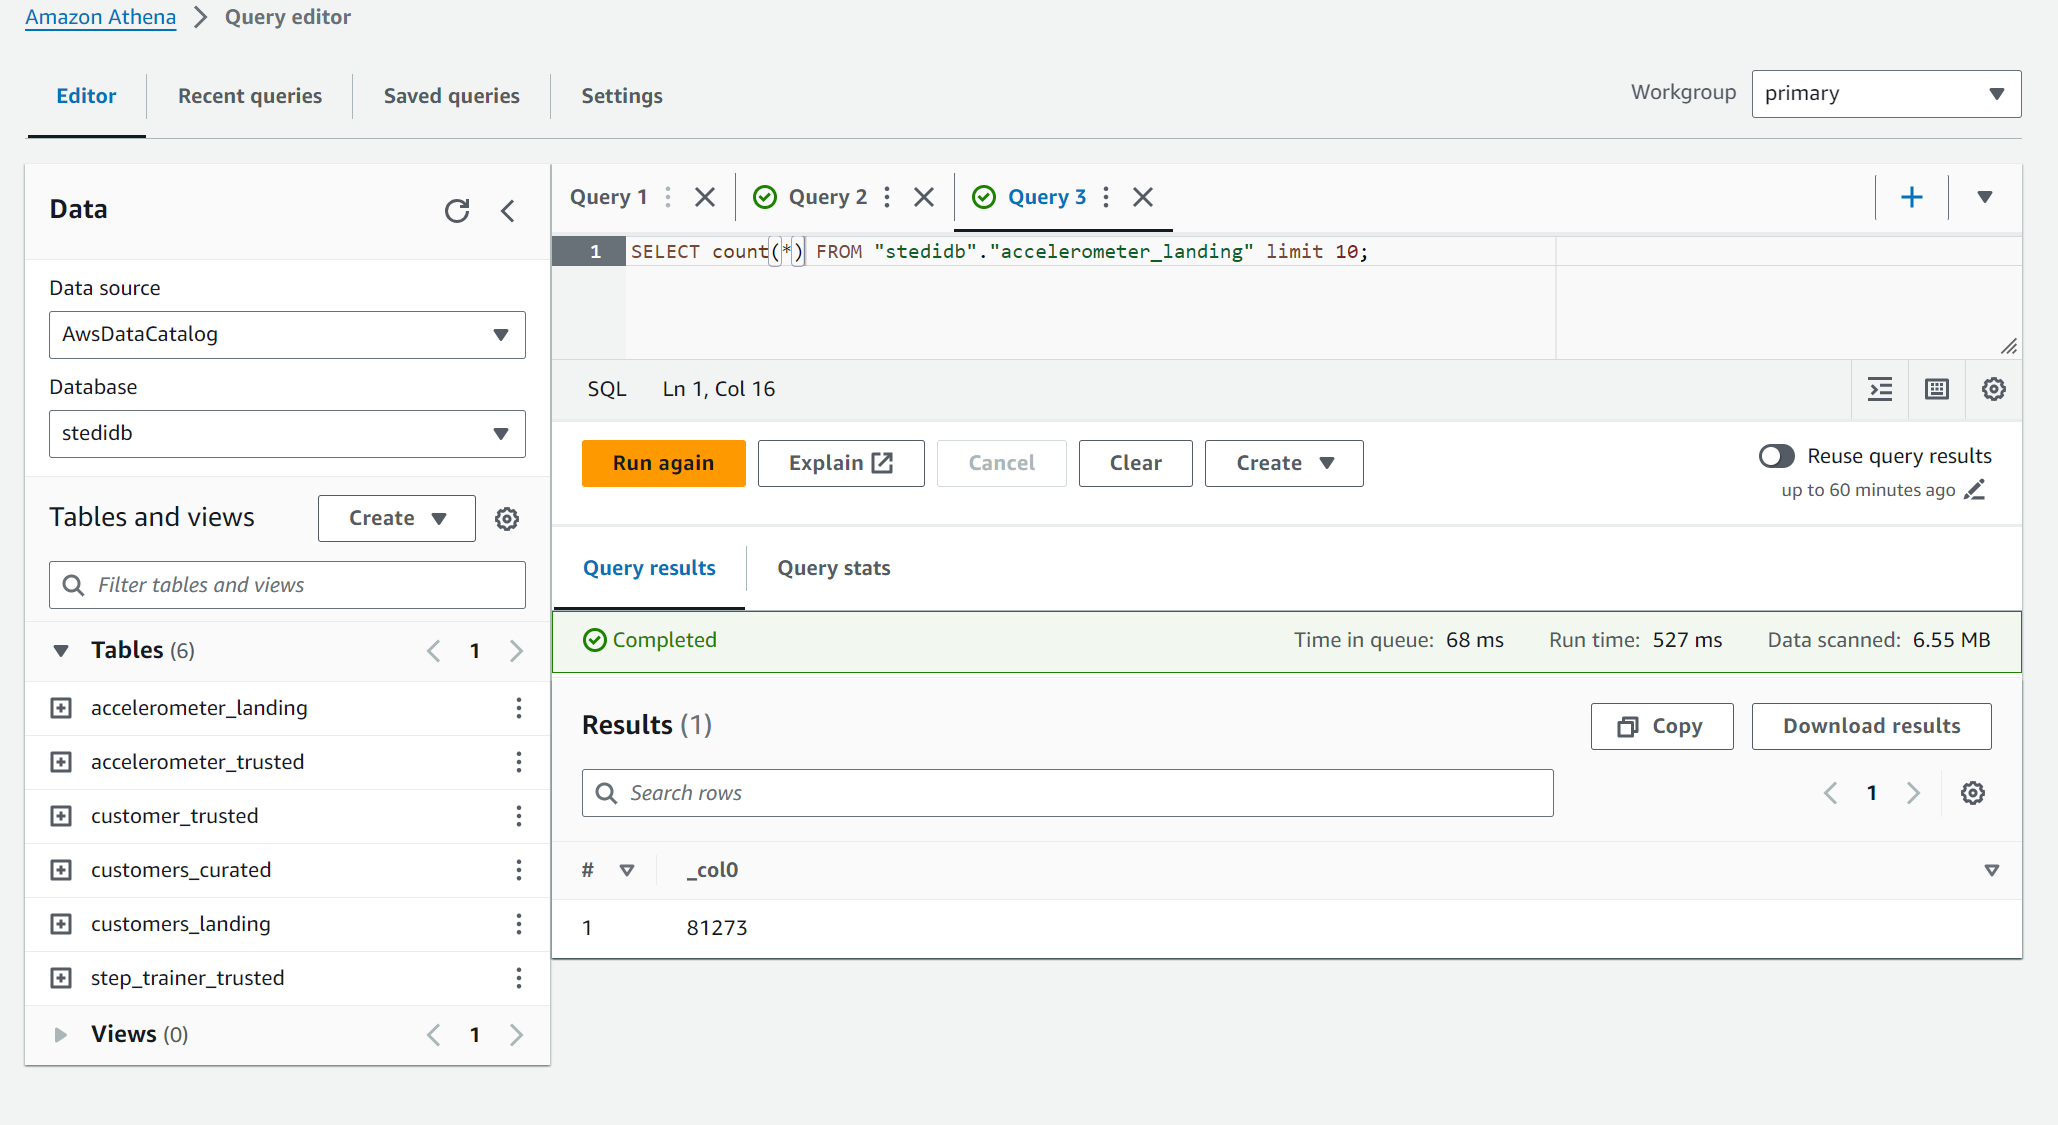 Amazon Athena > Query editor
Editor Recent queries Saved queries Settings Workgroup primary
Data
Data source
AwsDataCatalog
Database
stedidb
Tables and views Create
Filter tables and views
Tables (6) 1
accelerometer_landing
accelerometer_trusted
customer_trusted
customers_curated
customers_landing
step_trainer_trusted
Views (0) 1
Query 1 Query 2 Query 3
1 SELECT count(*) FROM "stedidb"."accelerometer_landing" limit 10;
SQL Ln 1, Col 16
Run again Explain Cancel Clear Create Reuse query results
up to 60 minutes ago
Query results Query stats
Completed Time in queue: 68 ms Run time: 527 ms Data scanned: 6.55 MB
Results (1) Copy Download results
Search rows 1
# _col0
1 81273